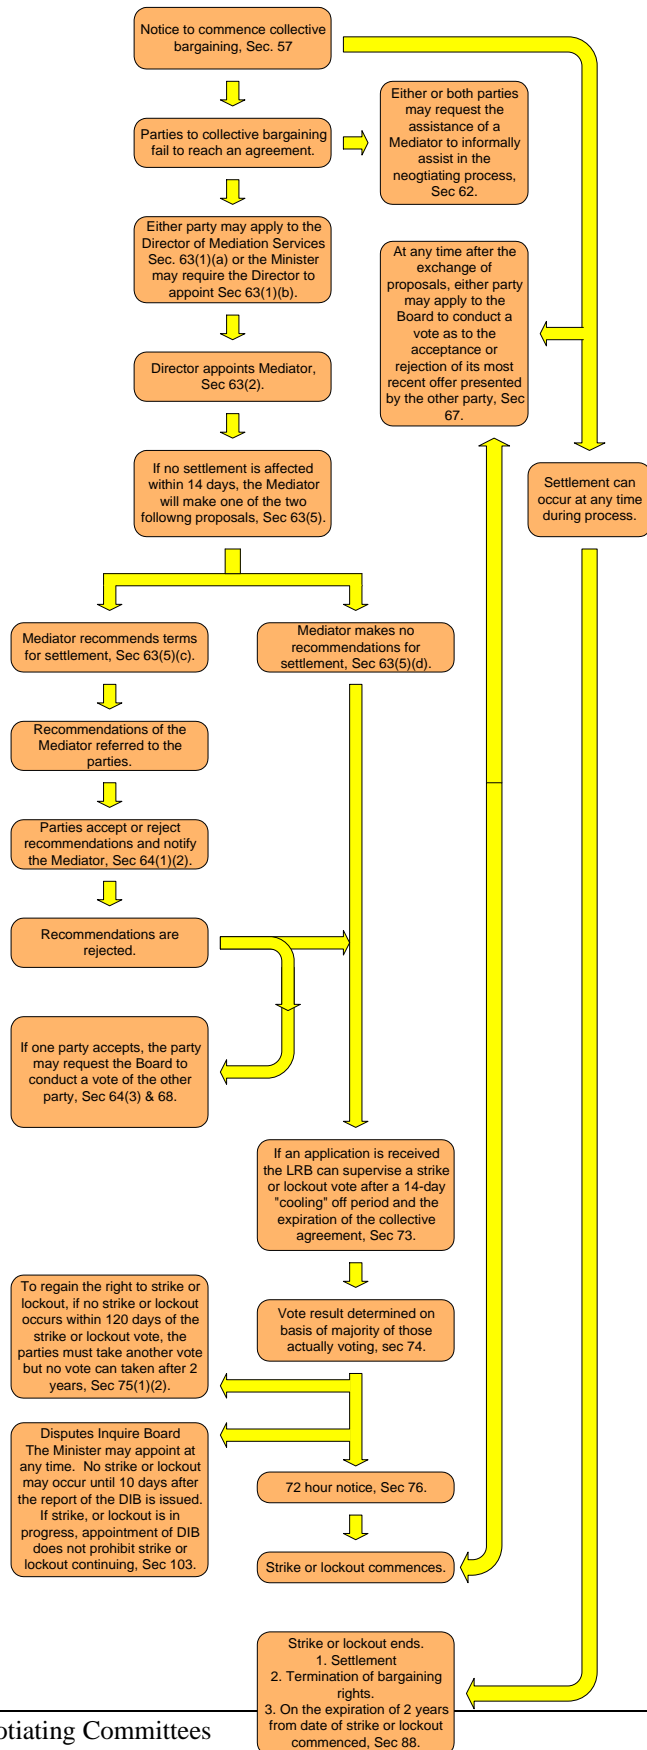 Notice to commence collective
bargaining, Sec. 57
Either or both parties
may request the
assistance of a
Mediator to informally
assist in the
neogtiating process,
Sec 62.
Parties to collective bargaining
fail to reach an agreement.
Either party may apply to the
Director of Mediation Services
Sec. 63(1)(a) or the Minister
may require the Director to
appoint Sec 63(1)(b).
At any time after the
exchange of
proposals, either party
may apply to the
Board to conduct a
vote as to the
acceptance or
rejection of its most
recent offer presented
by the other party, Sec
67.
Director appoints Mediator,
Sec 63(2).
If no settlement is affected
within 14 days, the Mediator
will make one of the two
followng proposals, Sec 63(5).
Settlement can
occur at any time
during process.
Mediator recommends terms
for settlement, Sec 63(5)(c).
Mediator makes no
recommendations for
settlement, Sec 63(5)(d).
Recommendations of the
Mediator referred to the
parties.
Parties accept or reject
recommendations and notify
the Mediator, Sec 64(1)(2).
Recommendations are
rejected.
If one party accepts, the party
may request the Board to
conduct a vote of the other
party, Sec 64(3) & 68.
If an application is received
the LRB can supervise a strike
or lockout vote after a 14-day
"cooling" off period and the
expiration of the collective
agreement, Sec 73.
To regain the right to strike or
lockout, if no strike or lockout
occurs within 120 days of the
strike or lockout vote, the
parties must take another vote
but no vote can taken after 2
years, Sec 75(1)(2).
Vote result determined on
basis of majority of those
actually voting, sec 74.
Disputes Inquire Board
The Minister may appoint at
any time.  No strike or lockout
may occur until 10 days after
the report of the DIB is issued.
If strike, or lockout is in
progress, appointment of DIB
does not prohibit strike or
lockout continuing, Sec 103.
72 hour notice, Sec 76.
Strike or lockout commences.
Strike or lockout ends.
1. Settlement
2. Termination of bargaining
rights.
3. On the expiration of 2 years
from date of strike or lockout
commenced, Sec 88.
otiating Committees